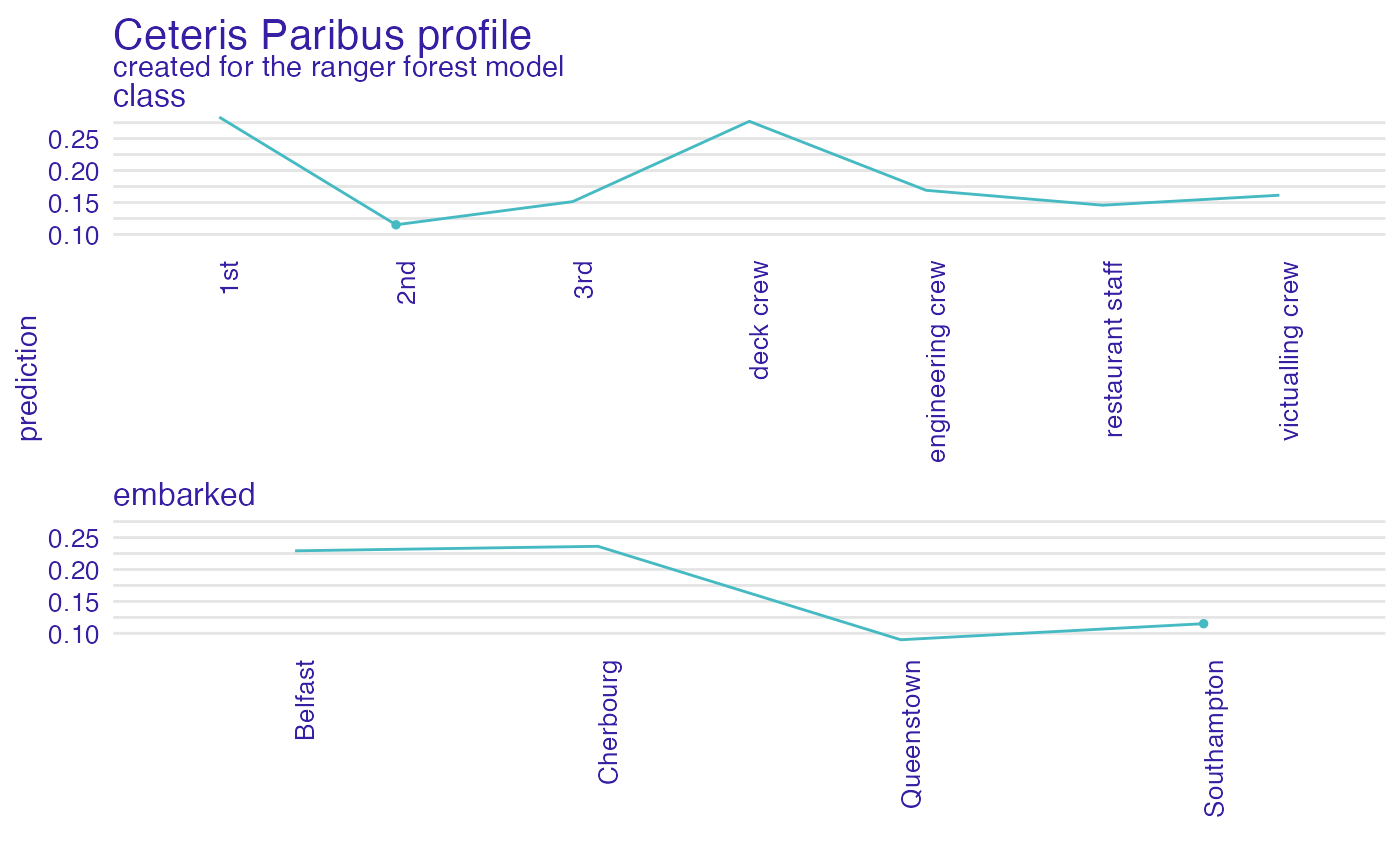 Ceteris Paribus profile
created for the ranger forest model
class
0.25
0.20
0.15
0.10
1st
2nd
3rd
deck crew
engineering crew
restaurant staff
victualling crew
prediction
embarked
0.25
0.20
0.15
0.10
Belfast
Cherbourg
Queenstown
Southampton